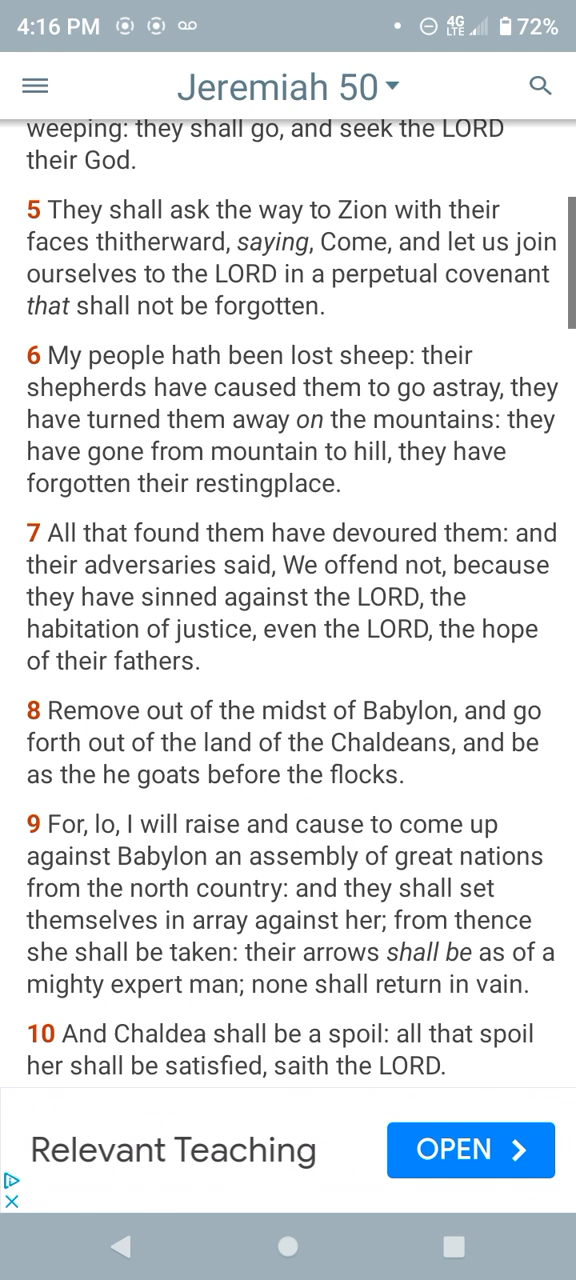 4:16 PM 4G LTE 72%
Jeremiah 50
weeping: they shall go, and seek the LORD
their God.
5 They shall ask the way to Zion with their
faces thitherward, saying, Come, and let us join
ourselves to the LORD in a perpetual covenant
that shall not be forgotten.
6 My people hath been lost sheep: their
shepherds have caused them to go astray, they
have turned them away on the mountains: they
have gone from mountain to hill, they have
forgotten their restingplace.
7 All that found them have devoured them: and
their adversaries said, We offend not, because
they have sinned against the LORD, the
habitation of justice, even the LORD, the hope
of their fathers.
8 Remove out of the midst of Babylon, and go
forth out of the land of the Chaldeans, and be
as the he goats before the flocks.
9 For, lo, I will raise and cause to come up
against Babylon an assembly of great nations
from the north country: and they shall set
themselves in array against her; from thence
she shall be taken: their arrows shall be as of a
mighty expert man; none shall return in vain.
10 And Chaldea shall be a spoil: all that spoil
her shall be satisfied, saith the LORD.
Relevant Teaching OPEN